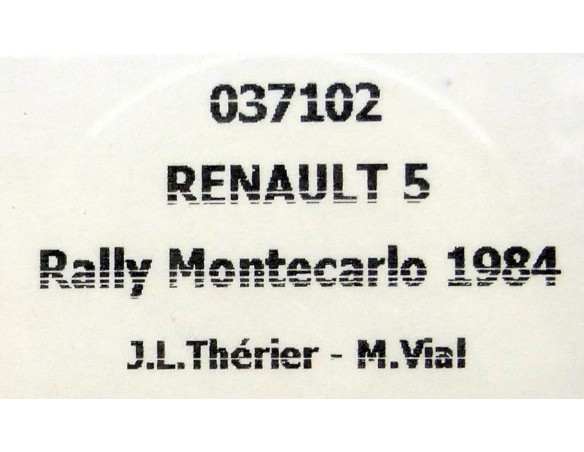 037102
RENAULT 5
Rally Montecarlo 1984
J.L.Thérier - M.Vial